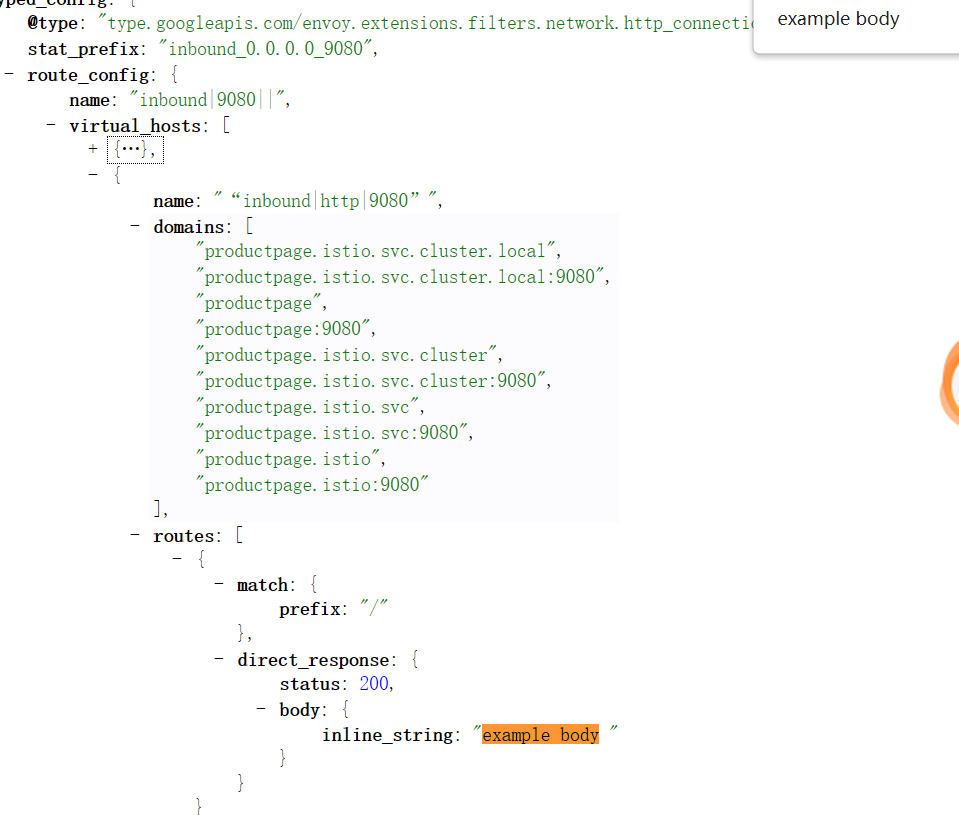 yped_config: {
@type: "type.googleapis.com/envoy.extensions.filters.network.http_connectio
example body
stat_prefix: "inbound_0.0.0.0_9080",
- route_config: {
name: "inbound|9080||",
- virtual_hosts: [
+ {…},
- {
name: " “inbound|http|9080” ",
- domains: [
"productpage.istio.svc.cluster.local",
"productpage.istio.svc.cluster.local:9080",
"productpage",
"productpage:9080",
"productpage.istio.svc.cluster",
"productpage.istio.svc.cluster:9080",
"productpage.istio.svc",
"productpage.istio.svc:9080",
"productpage.istio",
"productpage.istio:9080"
],
- routes: [
- {
- match: {
prefix: "/"
},
- direct_response: {
status: 200,
- body: {
inline_string: "example body "
}
}
}